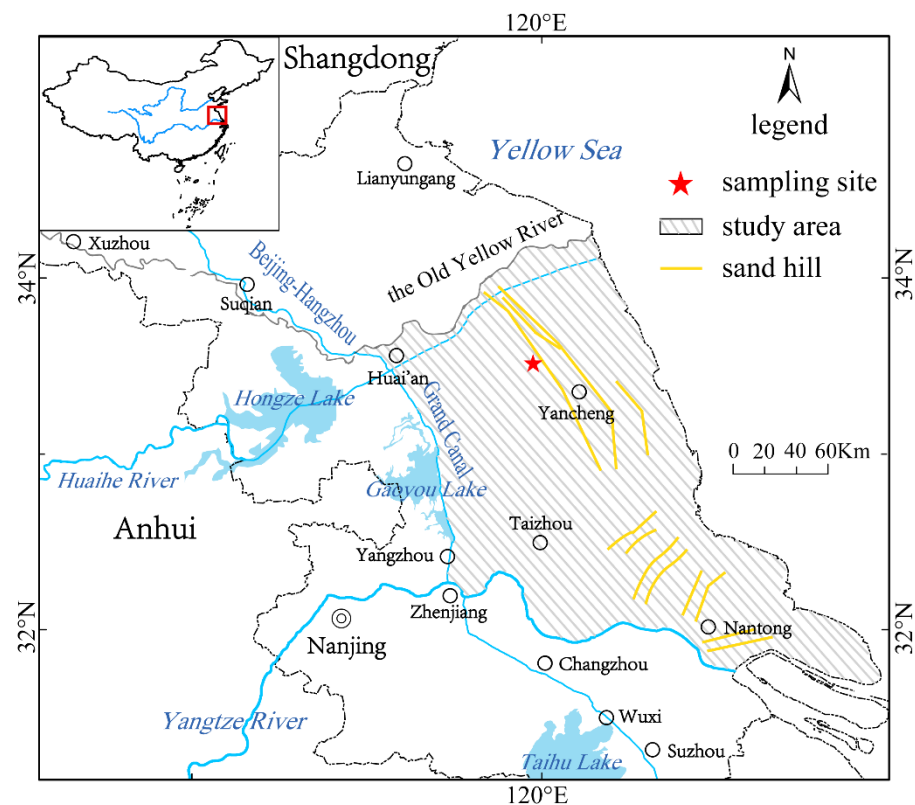 120°E
Shangdong
N
legend
Yellow Sea
Lianyungang
sampling site
study area
sand hill
Xuzhou
the Old Yellow River
34°N
34°N
Beijing-Hangzhou
Suqian
Huai'an
Hongze Lake
Grand Canal
Yancheng
0 20 40 60Km
Huaihe River
Gaoyou Lake
Anhui
Taizhou
Yangzhou
Zhenjiang
32°N
32°N
Nanjing
Nantong
Changzhou
Yangtze River
Wuxi
Suzhou
Taihu Lake
120°E